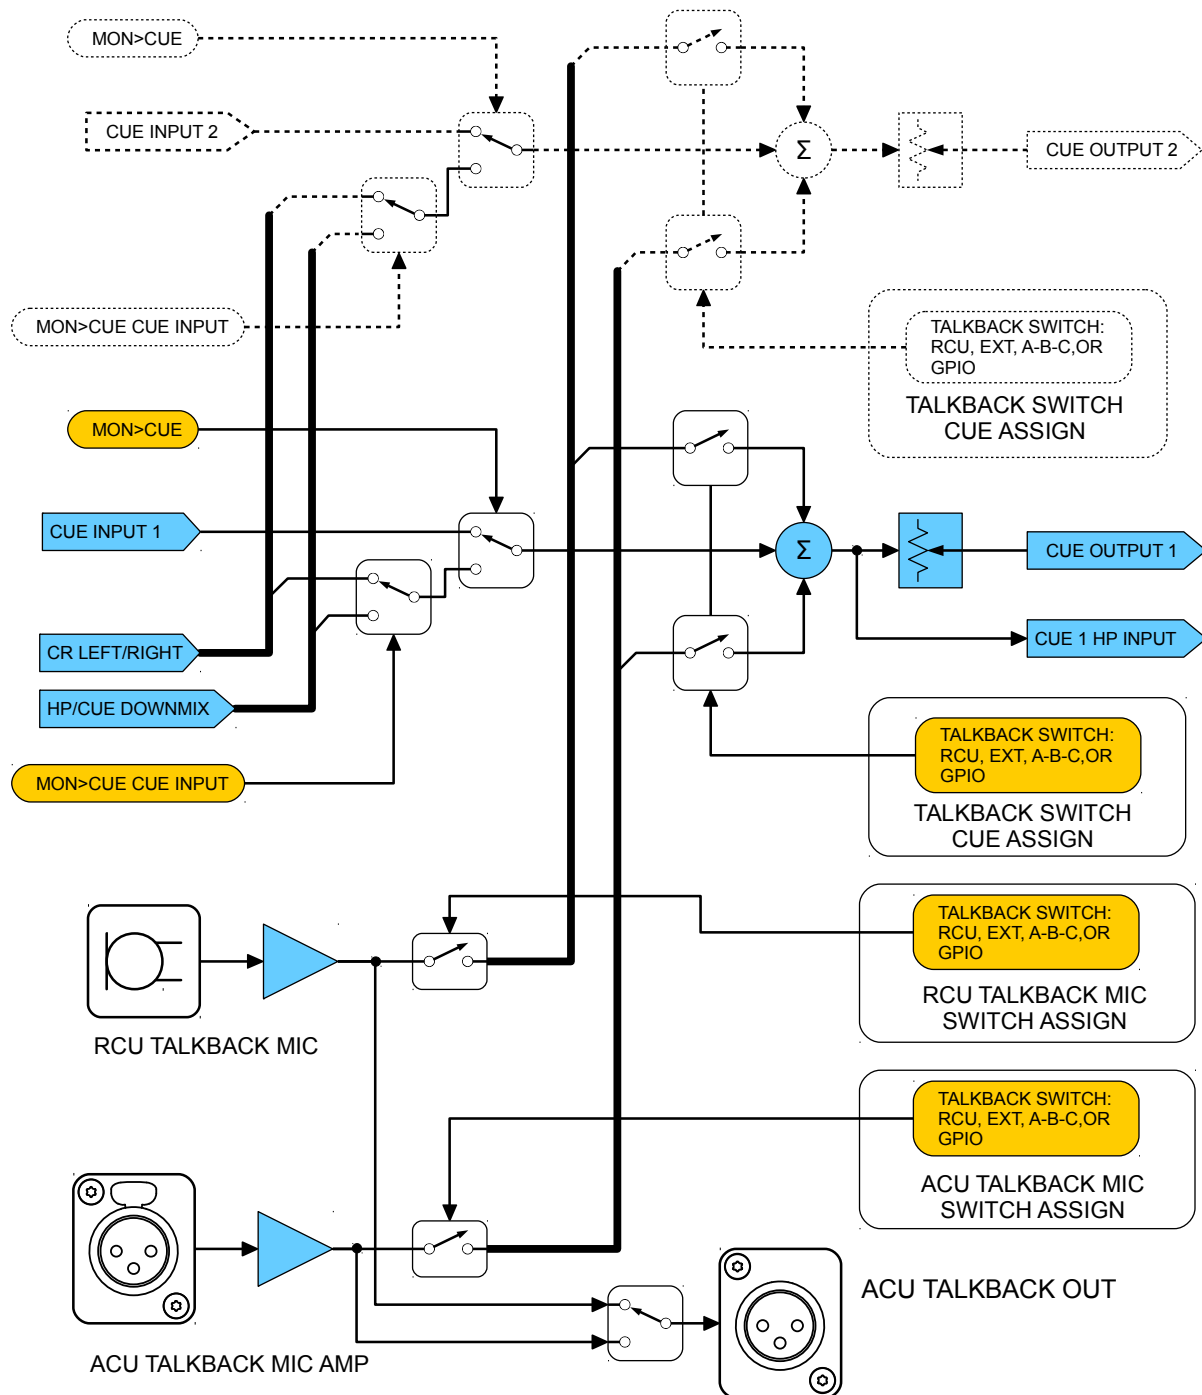 MON>CUE
CUE INPUT 2
Σ
CUE OUTPUT 2
MON>CUE CUE INPUT
TALKBACK SWITCH:
RCU, EXT, A-B-C,OR
GPIO
TALKBACK SWITCH
CUE ASSIGN
MON>CUE
CUE INPUT 1
Σ
CUE OUTPUT 1
CR LEFT/RIGHT
CUE 1 HP INPUT
HP/CUE DOWNMIX
MON>CUE CUE INPUT
TALKBACK SWITCH:
RCU, EXT, A-B-C,OR
GPIO
TALKBACK SWITCH
CUE ASSIGN
TALKBACK SWITCH:
RCU, EXT, A-B-C,OR
GPIO
RCU TALKBACK MIC
SWITCH ASSIGN
RCU TALKBACK MIC
TALKBACK SWITCH:
RCU, EXT, A-B-C,OR
GPIO
ACU TALKBACK MIC
SWITCH ASSIGN
ACU TALKBACK OUT
ACU TALKBACK MIC AMP